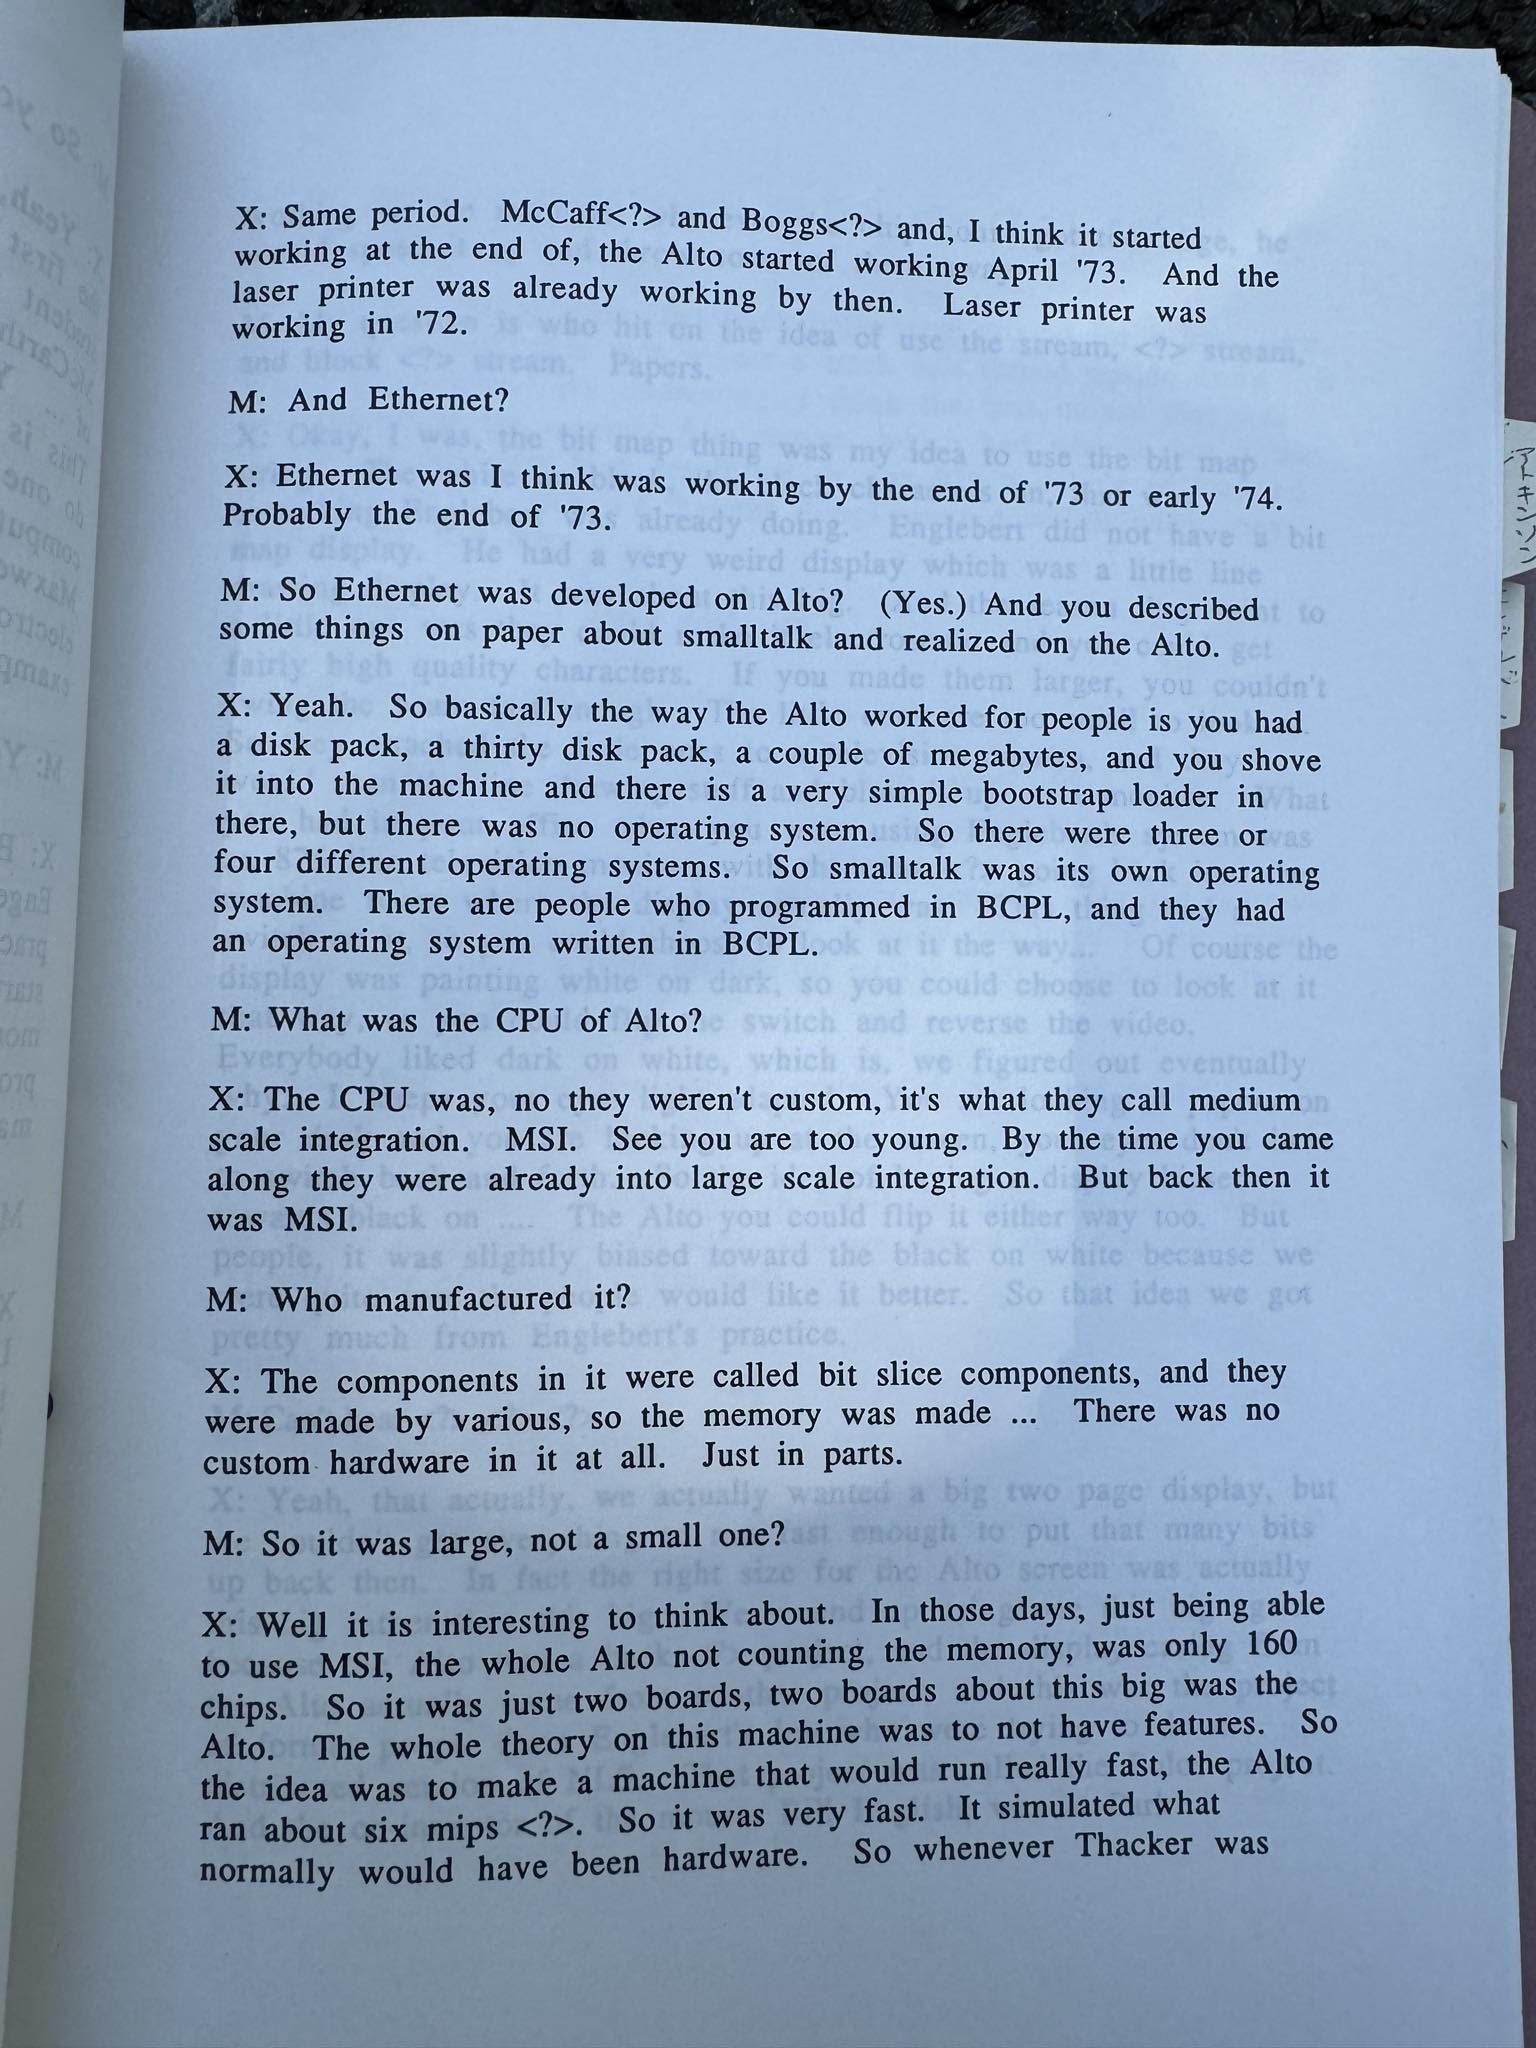 X: Same period. McCaff<?> and Boggs<?> and, I think it started
working at the end of, the Alto started working April '73. And the
laser printer was already working by then. Laser printer was
working in '72.
M: And Ethernet?
X: Ethernet was I think was working by the end of '73 or early '74.
Probably the end of '73.
M: So Ethernet was developed on Alto? (Yes.) And you described
some things on paper about smalltalk and realized on the Alto.
X: Yeah. So basically the way the Alto worked for people is you had
a disk pack, a thirty disk pack, a couple of megabytes, and you shove
it into the machine and there is a very simple bootstrap loader in
there, but there was no operating system. So there were three or
four different operating systems. So smalltalk was its own operating
system. There are people who programmed in BCPL, and they had
an operating system written in BCPL.
M: What was the CPU of Alto?
X: The CPU was, no they weren't custom, it's what they call medium
scale integration. MSI. See you are too young. By the time you came
along they were already into large scale integration. But back then it
was MSI.
M: Who manufactured it?
X: The components in it were called bit slice components, and they
were made by various, so the memory was made ... There was no
custom hardware in it at all. Just in parts.
M: So it was large, not a small one?
X: Well it is interesting to think about. In those days, just being able
to use MSI, the whole Alto not counting the memory, was only 160
chips. So it was just two boards, two boards about this big was the
Alto. The whole theory on this machine was to not have features. So
the idea was to make a machine that would run really fast, the Alto
ran about six mips <?>. So it was very fast. It simulated what
normally would have been hardware. So whenever Thacker was
アトキンソン